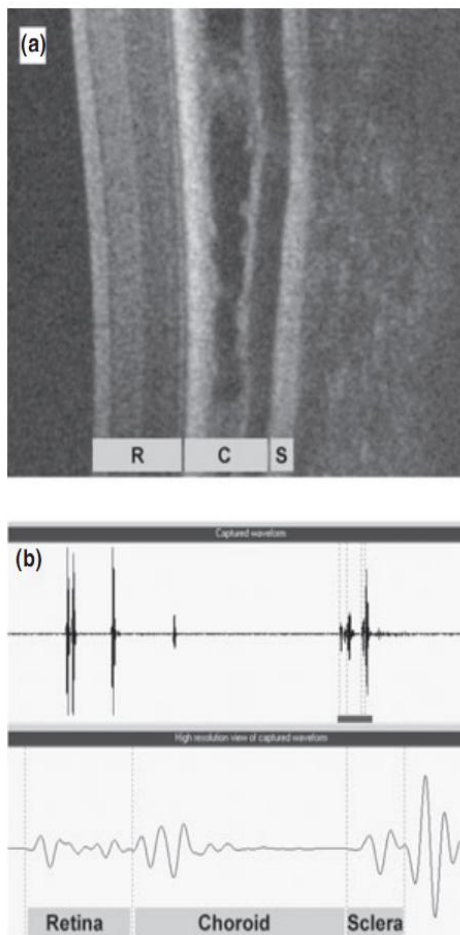 (a)
R C S
Captured waveform
(b)
High resolution view of captured waveform
Retina Choroid Sclera